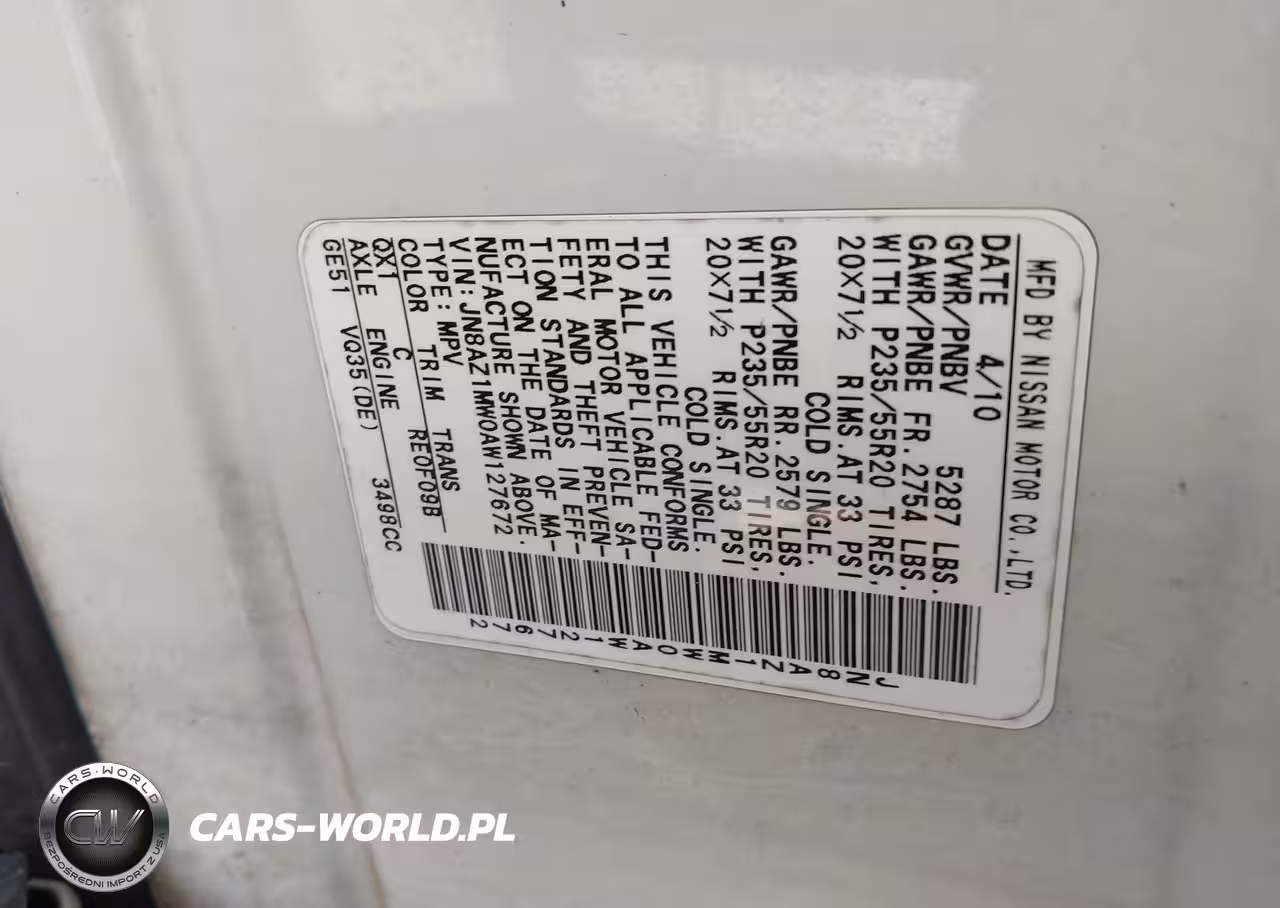 MFD BY NISSAN MOTOR CO.,LTD.
DATE 4/10
GVWR/PNBV 5287 LBS.
GAWR/PNBE FR.2754 LBS.
WITH P235/55R20 TIRES,
20X7½ RIMS.AT 33 PSI
COLD SINGLE.
GAWR/PNBE RR.2579 LBS.
WITH P235/55R20 TIRES,
20X7½ RIMS.AT 33 PSI
COLD SINGLE.
THIS VEHICLE CONFORMS
TO ALL APPLICABLE FED-
ERAL MOTOR VEHICLE SA-
FETY AND THEFT PREVEN-
TION STANDARDS IN EFF-
ECT ON THE DATE OF MA-
NUFACTURE SHOWN ABOVE.
VIN:JN8AZ1MW0AW127672
TYPE:MPV
COLOR TRIM TRANS
QX1 C RE0F09B
AXLE ENGINE 3498CC
GE51 VQ35(DE)
JN8AZ1MW0AW127672
CARS-WORLD
CW
BEZPOŚREDNI IMPORT Z USA
CARS-WORLD.PL